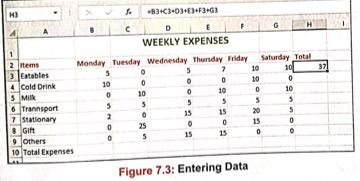 H3 =B3+C3+D3+E3+F3+G3
A B C D E F G H I
1 WEEKLY EXPENSES
2 Items Monday Tuesday Wednesday Thursday Friday Saturday Total
3 Eatables 5 0 5 7 10 10 37
4 Cold Drink 10 0 0 0 10 0
5 Milk 0 10 0 10 0 10
6 Trannsport 5 5 5 5 5 5
7 Stationary 2 0 15 15 20 5
8 Gift 0 25 0 0 15 0
9 Others 0 5 15 15 0 0
10 Total Expenses
Figure 7.3: Entering Data